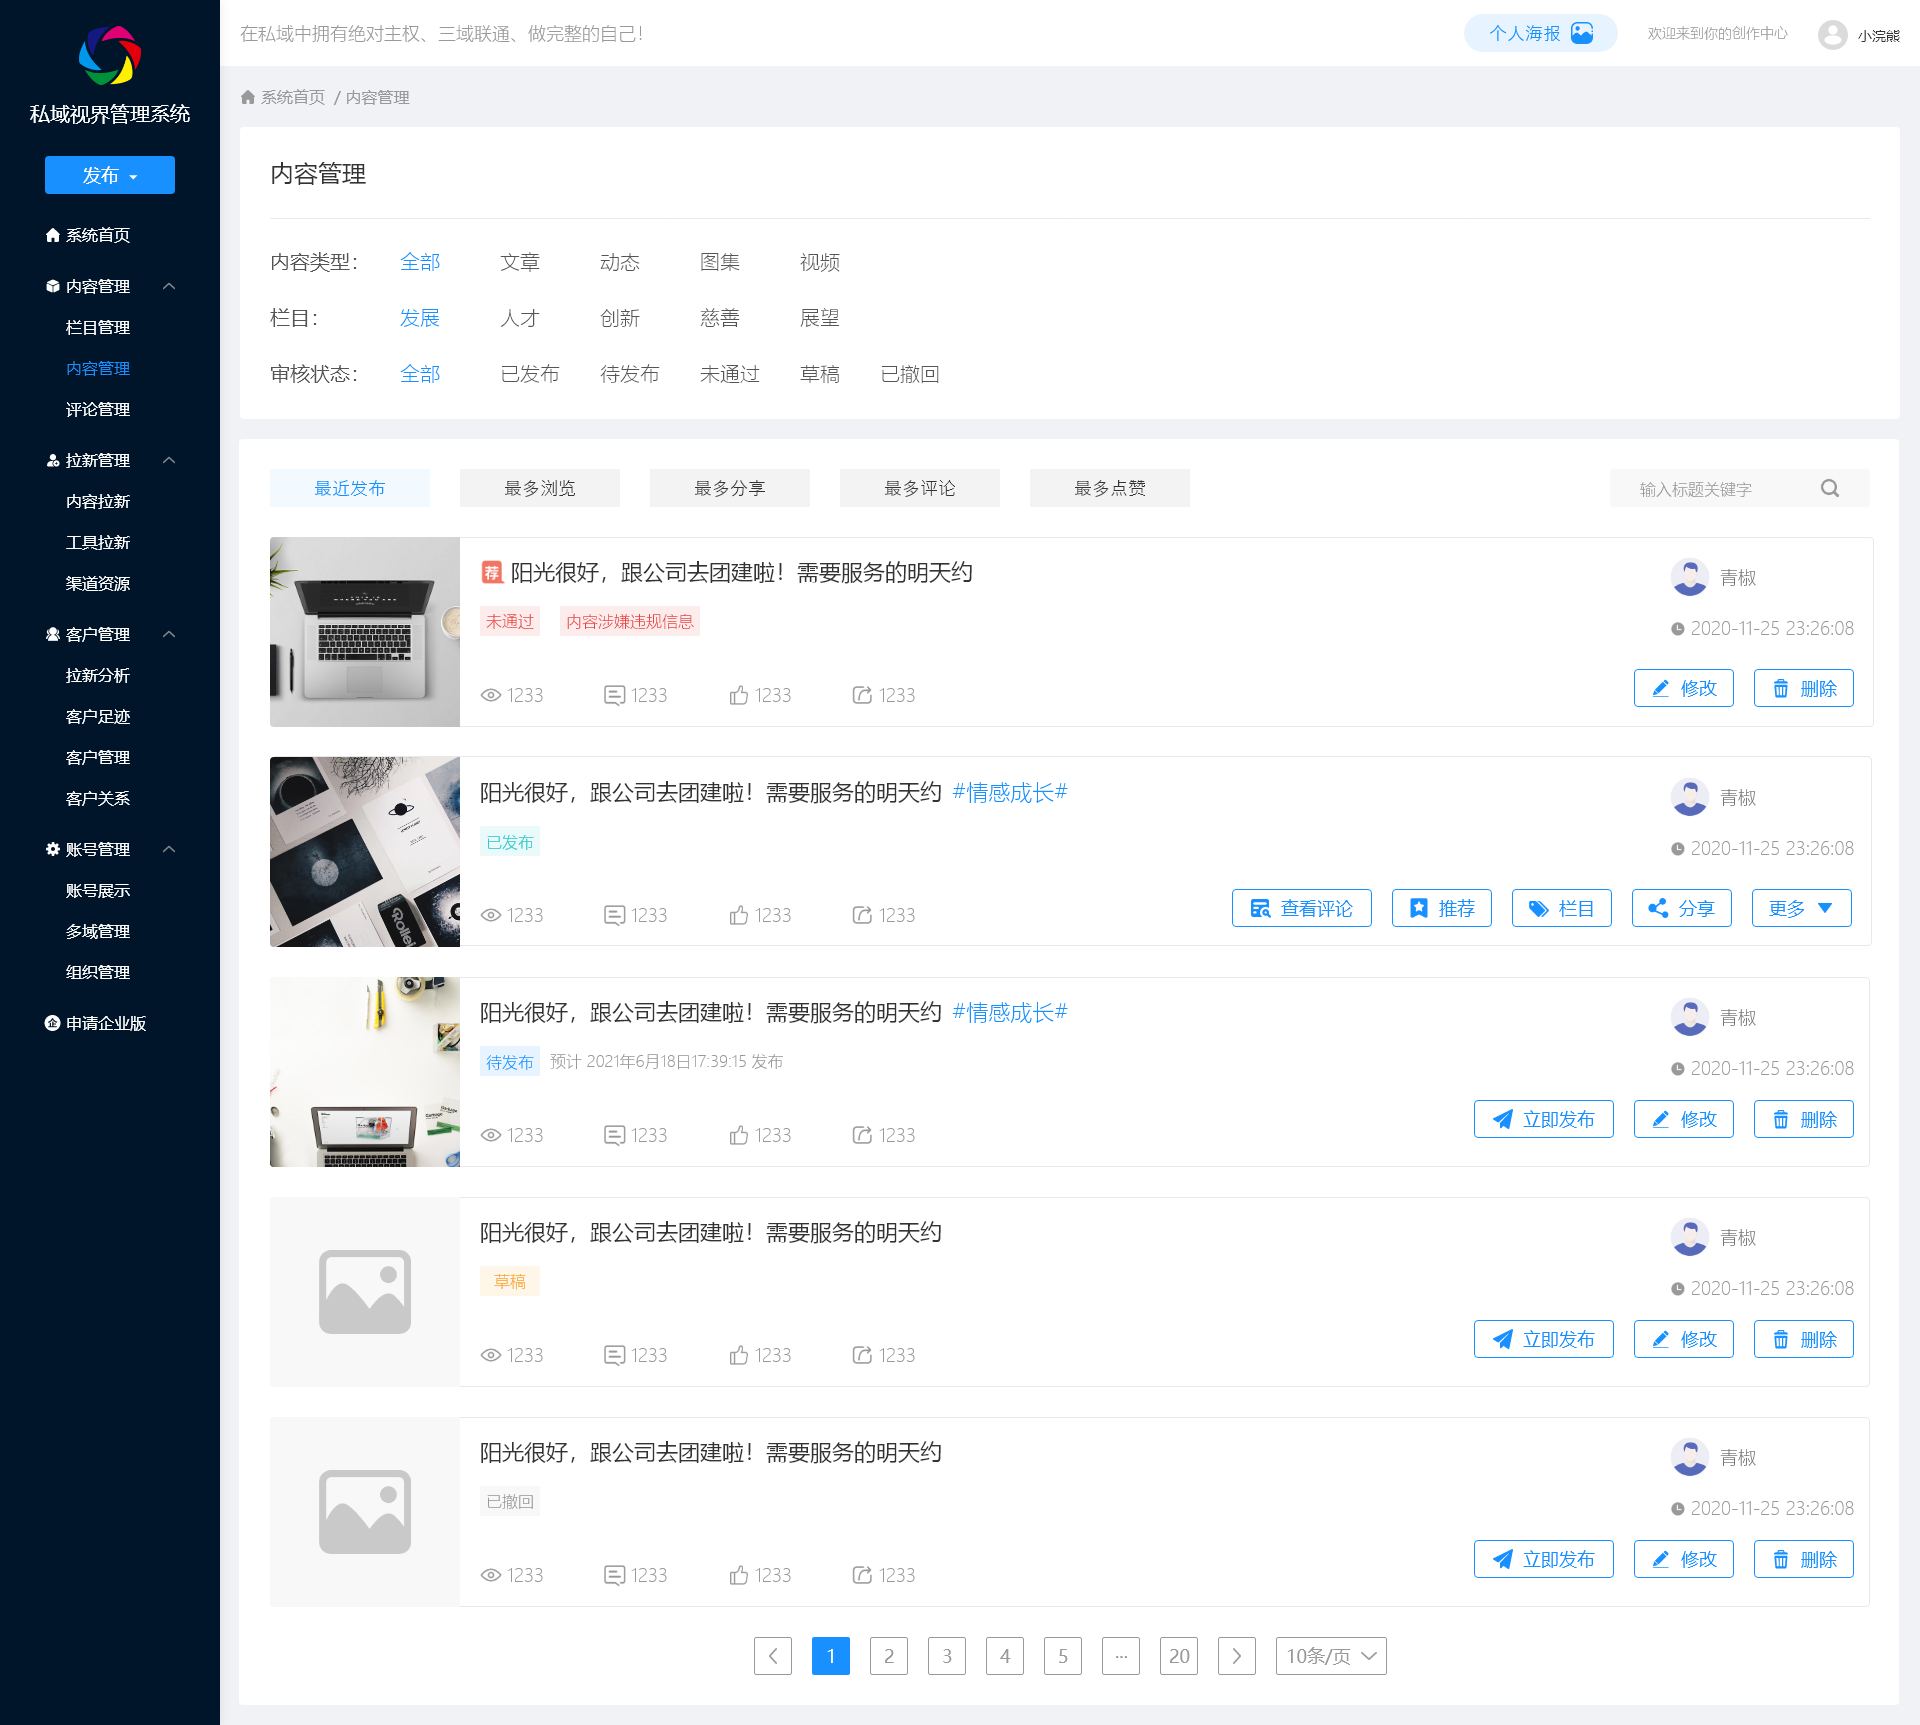 私域视界管理系统
发布
系统首页
内容管理
栏目管理
内容管理
评论管理
拉新管理
内容拉新
工具拉新
渠道资源
客户管理
拉新分析
客户足迹
客户管理
客户关系
账号管理
账号展示
多域管理
组织管理
申请企业版
在私域中拥有绝对主权、三域联通、做完整的自己！
个人海报 欢迎来到你的创作中心 小浣熊
系统首页 / 内容管理
内容管理
内容类型： 全部 文章 动态 图集 视频
栏目： 发展 人才 创新 慈善 展望
审核状态： 全部 已发布 待发布 未通过 草稿 已撤回
最近发布 最多浏览 最多分享 最多评论 最多点赞 输入标题关键字
荐 阳光很好，跟公司去团建啦！需要服务的明天约
青椒
未通过 内容涉嫌违规信息
2020-11-25 23:26:08
1233 1233 1233 1233
修改 删除
阳光很好，跟公司去团建啦！需要服务的明天约 #情感成长#
青椒
已发布
2020-11-25 23:26:08
1233 1233 1233 1233
查看评论 推荐 栏目 分享 更多
Rollei
阳光很好，跟公司去团建啦！需要服务的明天约 #情感成长#
青椒
待发布 预计 2021年6月18日17:39:15 发布
2020-11-25 23:26:08
1233 1233 1233 1233
立即发布 修改 删除
阳光很好，跟公司去团建啦！需要服务的明天约
青椒
草稿
2020-11-25 23:26:08
1233 1233 1233 1233
立即发布 修改 删除
阳光很好，跟公司去团建啦！需要服务的明天约
青椒
已撤回
2020-11-25 23:26:08
1233 1233 1233 1233
立即发布 修改 删除
1 2 3 4 5 ··· 20 10条/页